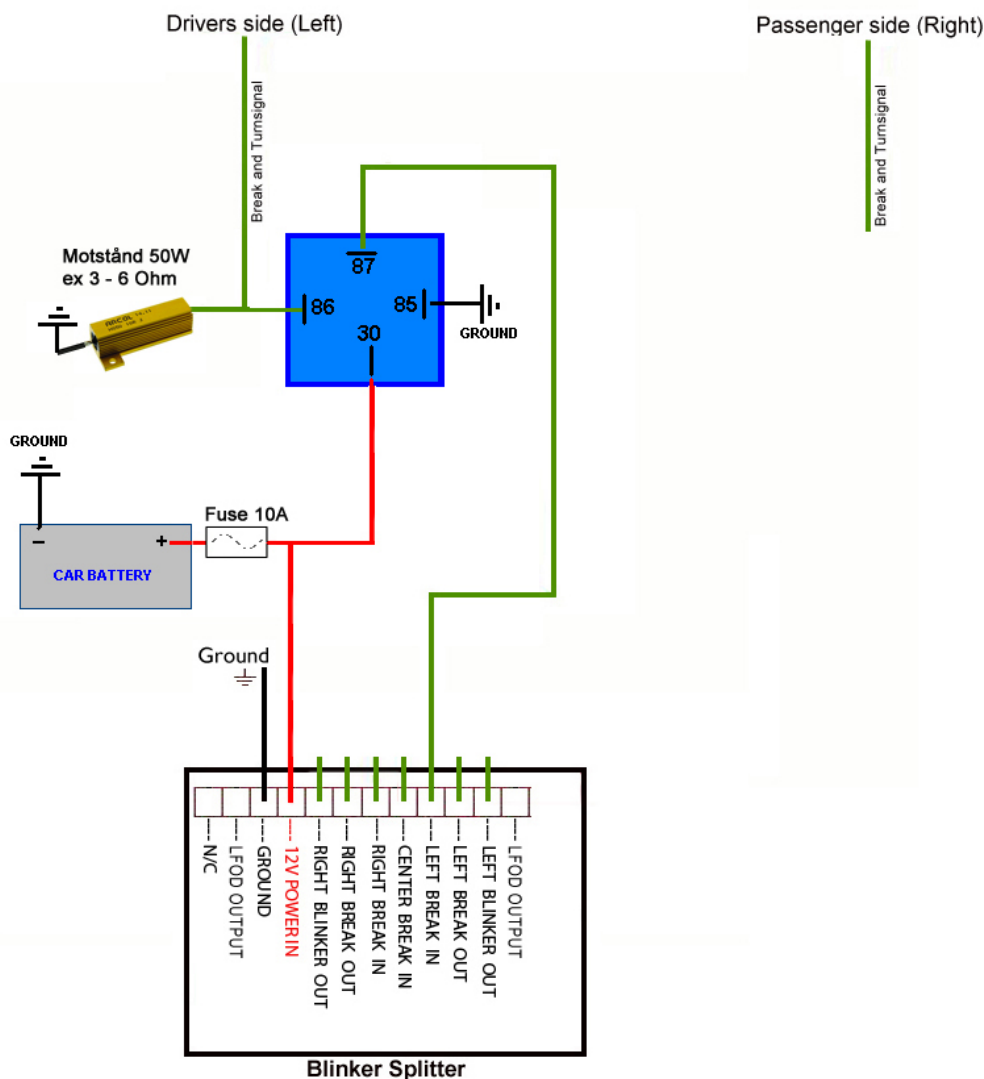 Drivers side (Left)
Passenger side (Right)
Break and Turnsignal
Break and Turnsignal
Motstånd 50W
ex 3 - 6 Ohm
87
86
85
30
GROUND
GROUND
Fuse 10A
−
+
CAR BATTERY
Ground
N/C
LFOD OUTPUT
GROUND
12V POWER IN
RIGHT BLINKER OUT
RIGHT BREAK OUT
RIGHT BREAK IN
CENTER BREAK IN
LEFT BREAK IN
LEFT BREAK OUT
LEFT BLINKER OUT
LFOD OUTPUT
Blinker Splitter